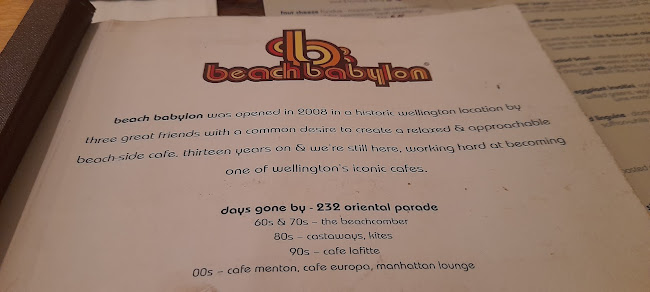 four cheese
beachbabylon
beach babylon was opened in 2008 in a historic wellington location by
three great friends with a common desire to create a relaxed & approachable
beach-side cafe. thirteen years on & we're still here, working hard at becoming
one of wellington's iconic cafes.
days gone by - 232 oriental parade
60s & 70s – the beachcomber
80s – castaways, kites
90s – cafe lafitte
00s – cafe menton, cafe europa, manhattan lounge